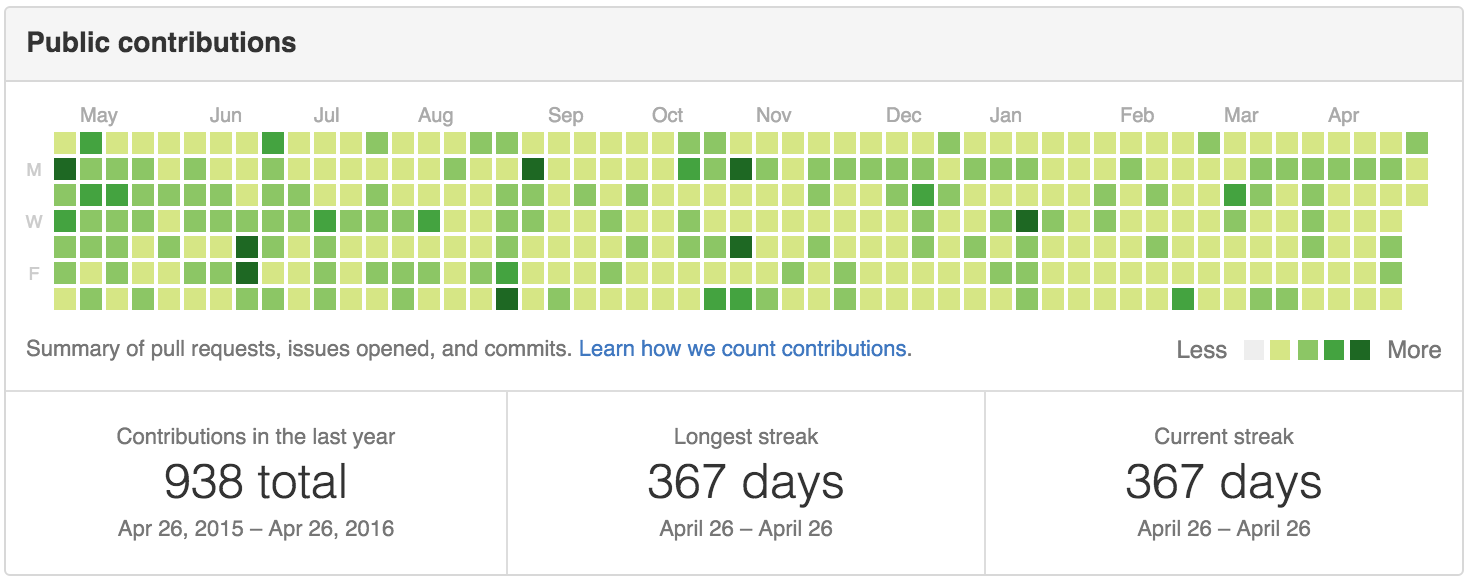 Public contributions
May Jun Jul Aug Sep Oct Nov Dec Jan Feb Mar Apr
M
W
F
Summary of pull requests, issues opened, and commits. Learn how we count contributions.
Less More
Contributions in the last year
938 total
Apr 26, 2015 – Apr 26, 2016
Longest streak
367 days
April 26 – April 26
Current streak
367 days
April 26 – April 26